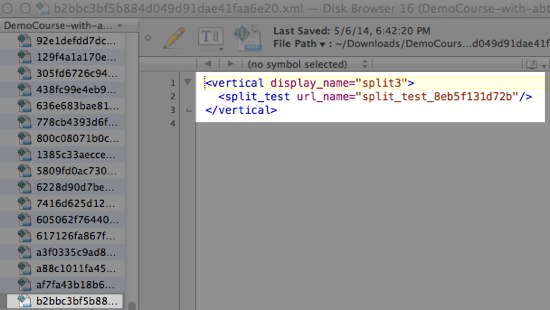 b2bbc3bf5b884d049d91dae41faa6e20.xml — Disk Browser 16 (DemoCourse-with-abt
DemoCourse-with-a...
Last Saved: 5/6/14, 6:42:20 PM
File Path ▾ : ~/Downloads/DemoCours...d049d91dae41f
(no symbol selected)
92e1defdd7dc...
129f4a1a170e...
305fd6726c94...
438fc99e4eb9...
636e683bae81...
778cb4393d6f...
800c08071b0c...
1385c33aecce...
5809fd0ac730...
6228d90d7be...
7416d625d12...
605062f76440...
617126fa867f...
a3f0335c9ad8...
a88c1011fa45...
af7fa43b18b6...
b2bbc3bf5b88...
1 <vertical display_name="split3">
2 <split_test url_name="split_test_8eb5f131d72b"/>
3 </vertical>
4